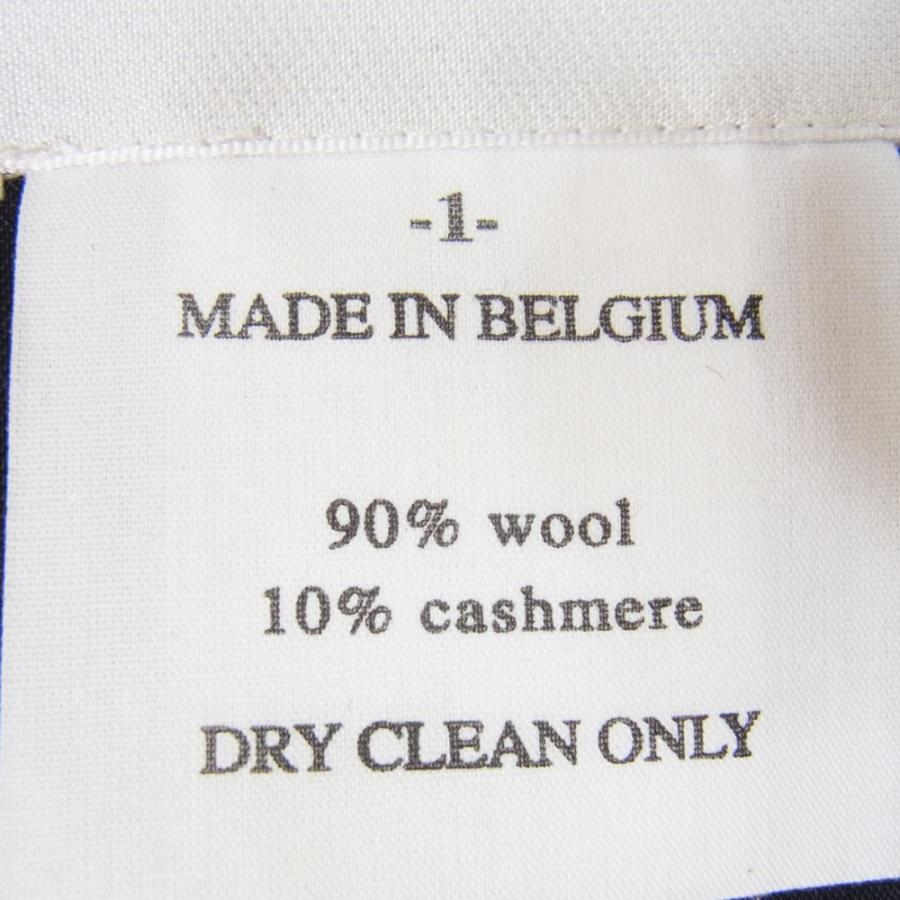 -1-
MADE IN BELGIUM
90% wool
10% cashmere
DRY CLEAN ONLY